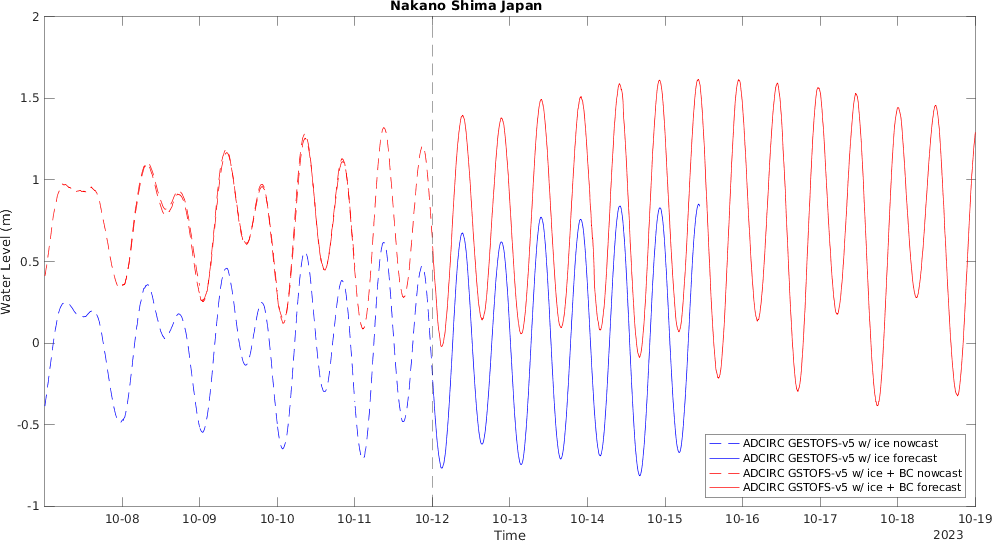 Nakano Shima Japan
2
1.5
1
0.5
0
-0.5
-1
Water Level (m)
ADCIRC GESTOFS-v5 w/ ice nowcast
ADCIRC GESTOFS-v5 w/ ice forecast
ADCIRC GSTOFS-v5 w/ ice + BC nowcast
ADCIRC GSTOFS-v5 w/ ice + BC forecast
10-08 10-09 10-10 10-11 10-12 10-13 10-14 10-15 10-16 10-17 10-18 10-19
Time
2023